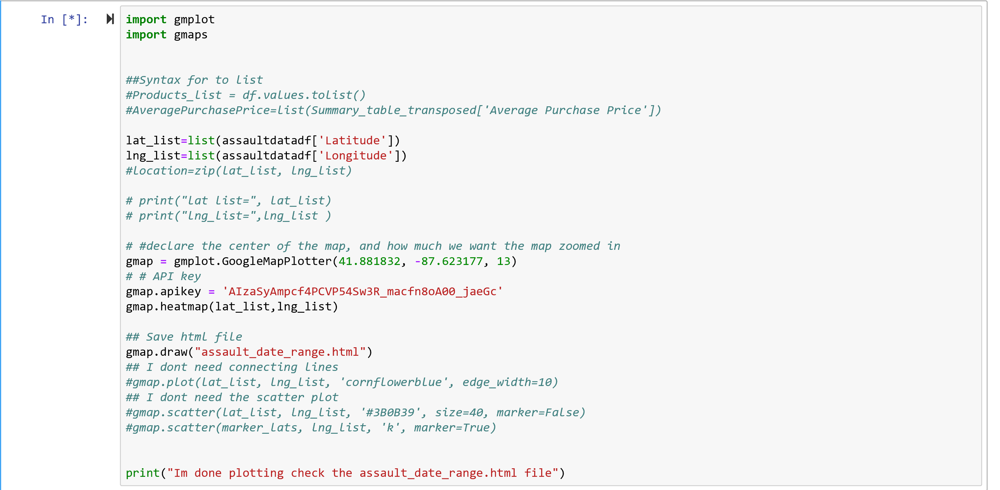 In [*]:
import gmplot
import gmaps
##Syntax for to list
#Products_list = df.values.tolist()
#AveragePurchasePrice=list(Summary_table_transposed['Average Purchase Price'])
lat_list=list(assaultdatadf['Latitude'])
lng_list=list(assaultdatadf['Longitude'])
#location=zip(lat_list, lng_list)
# print("lat list=", lat_list)
# print("lng_list=",lng_list )
# #declare the center of the map, and how much we want the map zoomed in
gmap = gmplot.GoogleMapPlotter(41.881832, -87.623177, 13)
# # API key
gmap.apikey = 'AIzaSyAmpcf4PCVP54Sw3R_macfn8oA00_jaeGc'
gmap.heatmap(lat_list,lng_list)
## Save html file
gmap.draw("assault_date_range.html")
## I dont need connecting lines
#gmap.plot(lat_list, lng_list, 'cornflowerblue', edge_width=10)
## I dont need the scatter plot
#gmap.scatter(lat_list, lng_list, '#3B0B39', size=40, marker=False)
#gmap.scatter(marker_lats, lng_list, 'k', marker=True)
print("Im done plotting check the assault_date_range.html file")